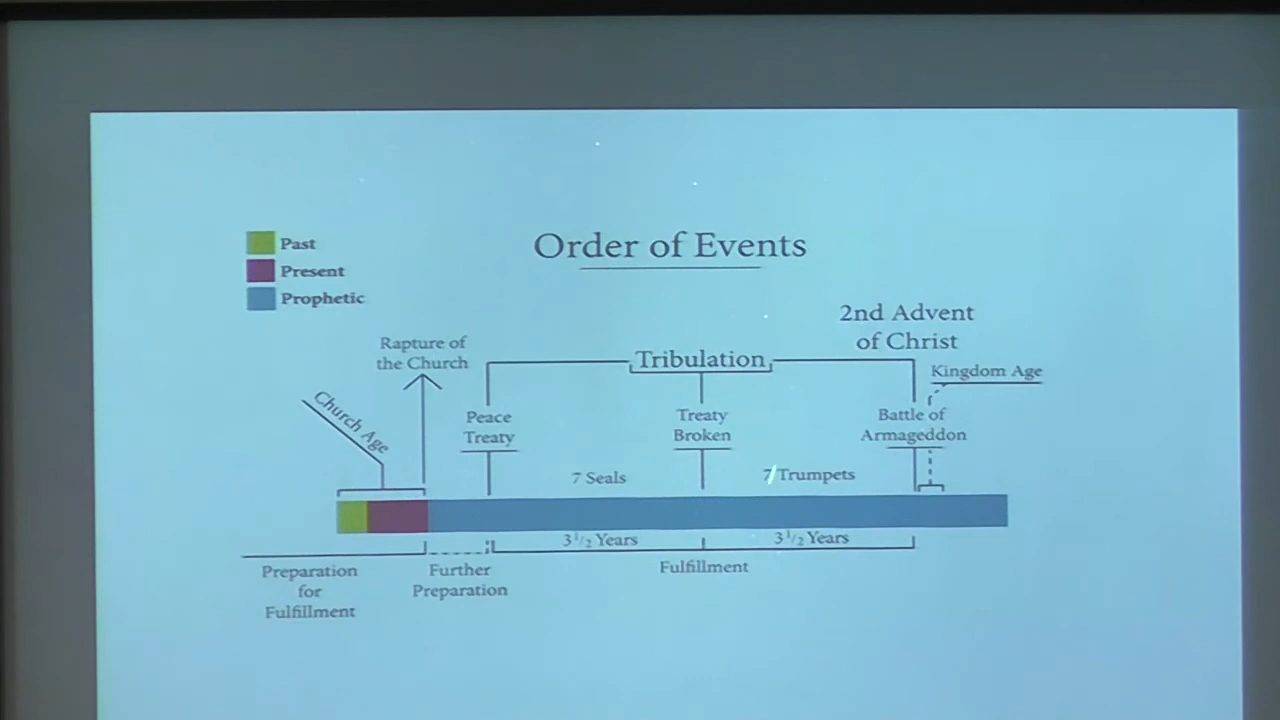 Order of Events
Past
Present
Prophetic
2nd Advent
of Christ
Rapture of
the Church
Tribulation
Kingdom Age
Church Age
Peace
Treaty
Treaty
Broken
Battle of
Armageddon
7 Seals
7 Trumpets
3 1/2 Years
3 1/2 Years
Preparation
for
Fulfillment
Further
Preparation
Fulfillment